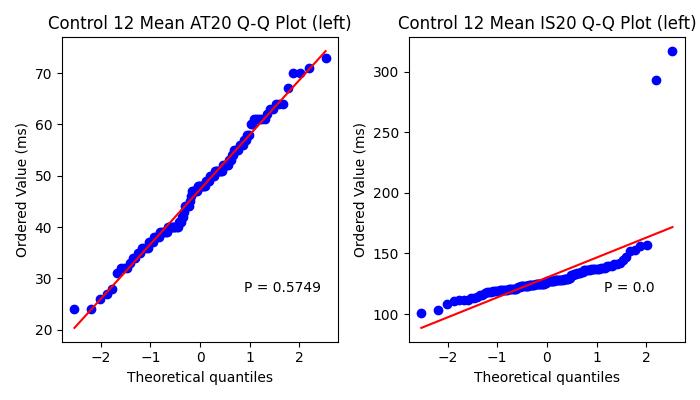 Control 12 Mean AT20 Q-Q Plot (left)
Ordered Value (ms)
70
60
50
40
30
20
P = 0.5749
−2
−1
0
1
2
Theoretical quantiles
Control 12 Mean IS20 Q-Q Plot (left)
Ordered Value (ms)
300
250
200
150
100
P = 0.0
−2
−1
0
1
2
Theoretical quantiles